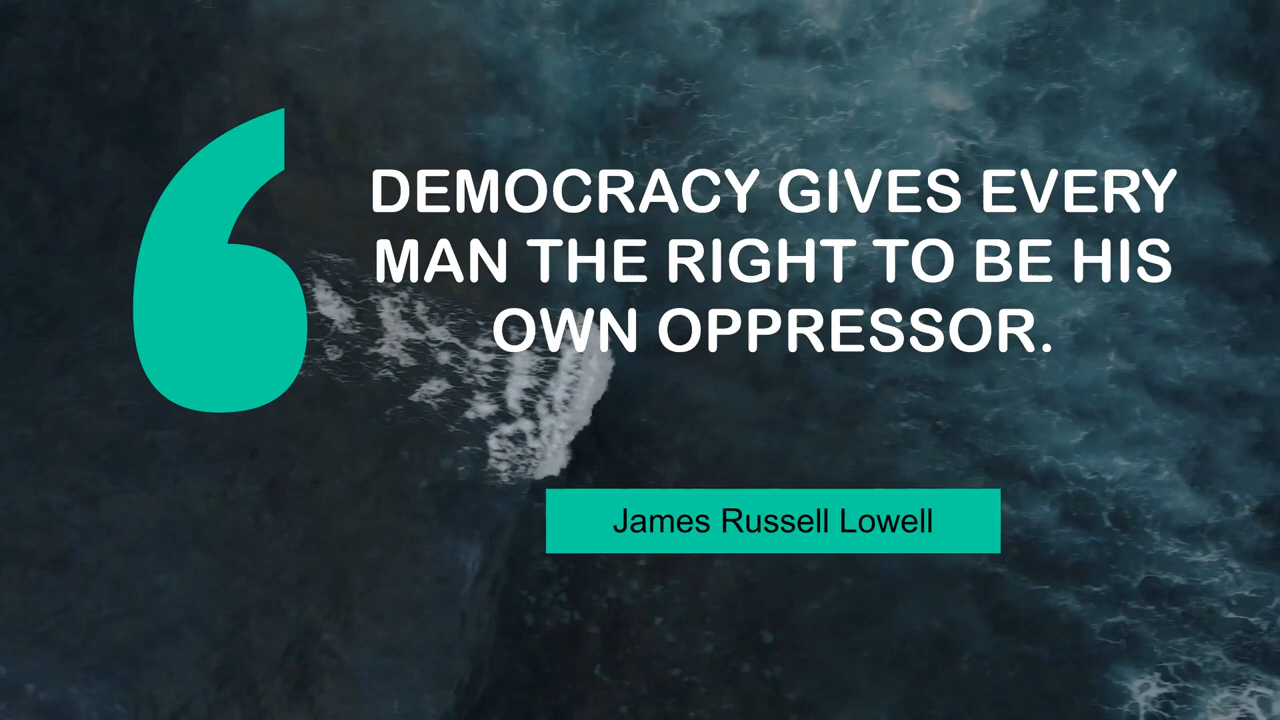 DEMOCRACY GIVES EVERY
MAN THE RIGHT TO BE HIS
OWN OPPRESSOR.
James Russell Lowell